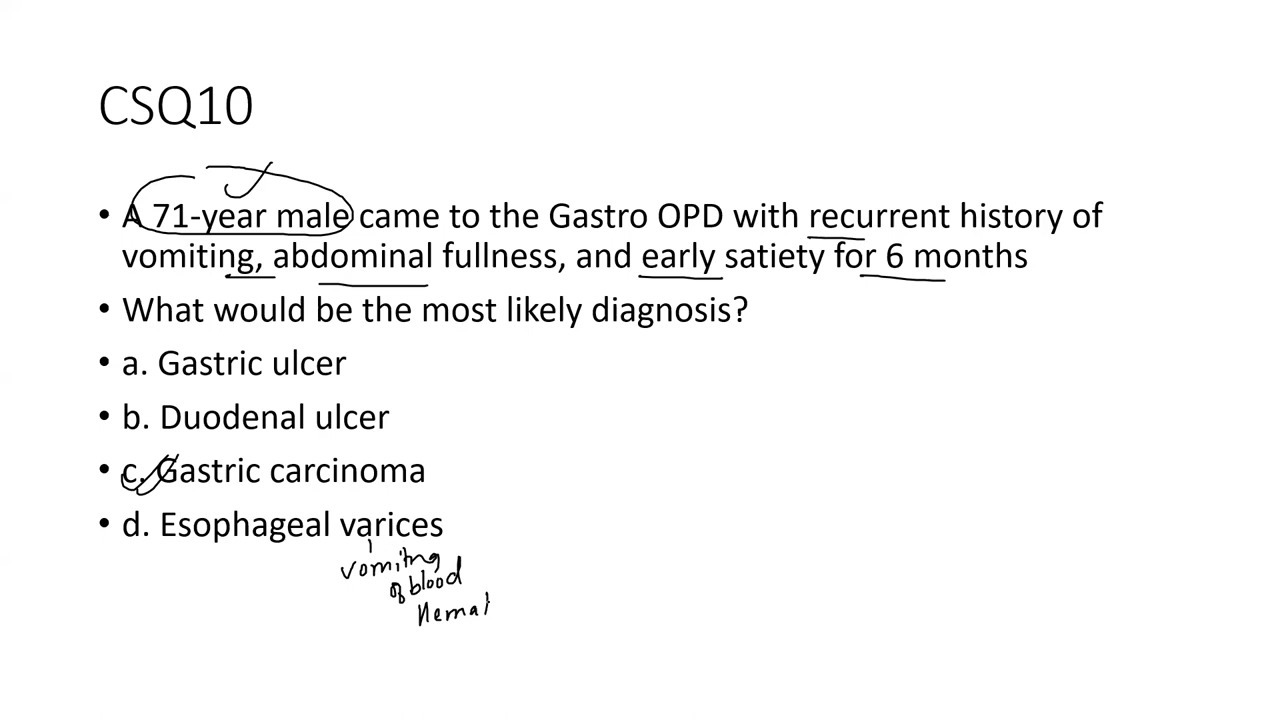 CSQ10
• A 71-year male came to the Gastro OPD with recurrent history of
vomiting, abdominal fullness, and early satiety for 6 months
• What would be the most likely diagnosis?
• a. Gastric ulcer
• b. Duodenal ulcer
• c. Gastric carcinoma
• d. Esophageal varices
vomitng
of blood
Hemat